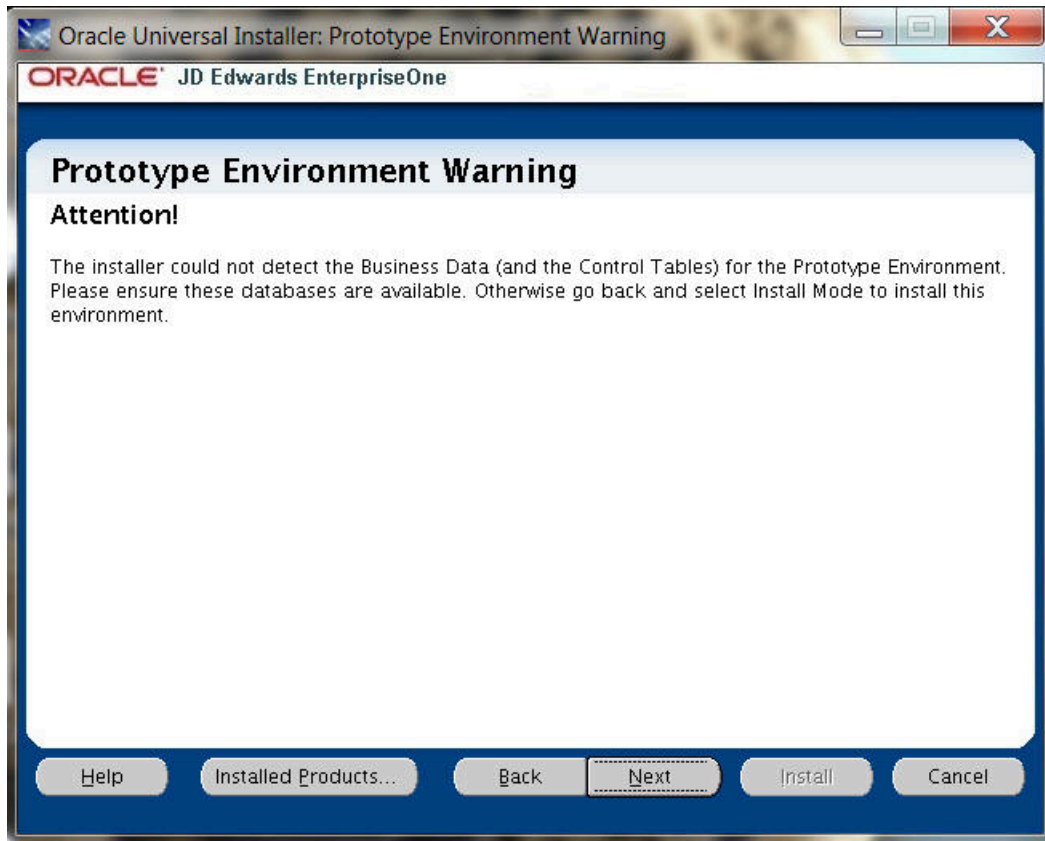 Oracle Universal Installer: Prototype Environment Warning
ORACLE JD Edwards EnterpriseOne
Prototype Environment Warning
Attention!
The installer could not detect the Business Data (and the Control Tables) for the Prototype Environment.
Please ensure these databases are available. Otherwise go back and select Install Mode to install this
environment.
Help Installed Products... Back Next Install Cancel